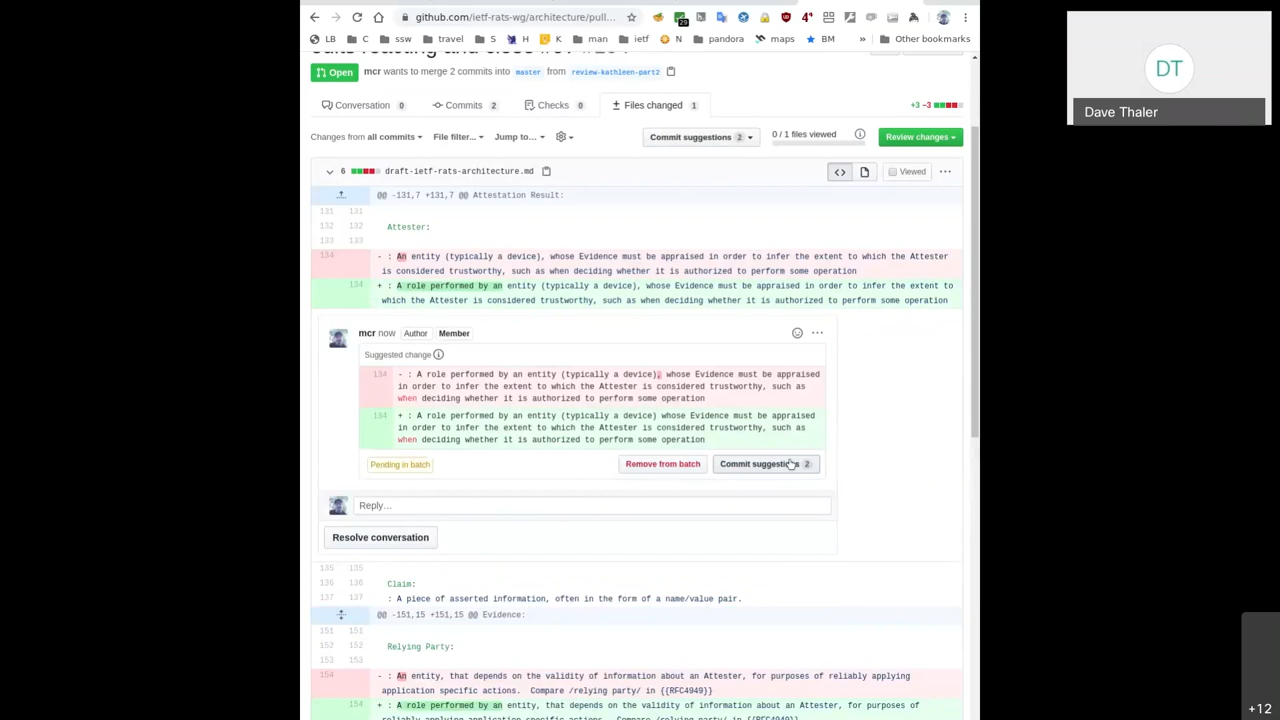 github.com/ietf-rats-wg/architecture/pull...
29
4
LB C ssw travel S H K man ietf N pandora maps BM » Other bookmarks
Open mcr wants to merge 2 commits into master from review-kathleen-part2
Conversation 0 Commits 2 Checks 0 Files changed 1 +3 −3
Changes from all commits File filter... Jump to... Commit suggestions 2 0 / 1 files viewed Review changes
6 draft-ietf-rats-architecture.md Viewed
@@ -131,7 +131,7 @@ Attestation Result:
131 131
132 132 Attester:
133 133
134 - : An entity (typically a device), whose Evidence must be appraised in order to infer the extent to which the Attester
is considered trustworthy, such as when deciding whether it is authorized to perform some operation
134 + : A role performed by an entity (typically a device), whose Evidence must be appraised in order to infer the extent to
which the Attester is considered trustworthy, such as when deciding whether it is authorized to perform some operation
mcr now Author Member
Suggested change
134 - : A role performed by an entity (typically a device), whose Evidence must be appraised
in order to infer the extent to which the Attester is considered trustworthy, such as
when deciding whether it is authorized to perform some operation
134 + : A role performed by an entity (typically a device) whose Evidence must be appraised
in order to infer the extent to which the Attester is considered trustworthy, such as
when deciding whether it is authorized to perform some operation
Pending in batch Remove from batch Commit suggestions 2
Reply...
Resolve conversation
135 135
136 136 Claim:
137 137 : A piece of asserted information, often in the form of a name/value pair.
@@ -151,15 +151,15 @@ Evidence:
151 151
152 152 Relying Party:
153 153
154 - : An entity, that depends on the validity of information about an Attester, for purposes of reliably applying
application specific actions. Compare /relying party/ in {{RFC4949}}
154 + : A role performed by an entity, that depends on the validity of information about an Attester, for purposes of
reliably applying application specific actions. Compare /relying party/ in {{RFC4949}}
DT
Dave Thaler
+12